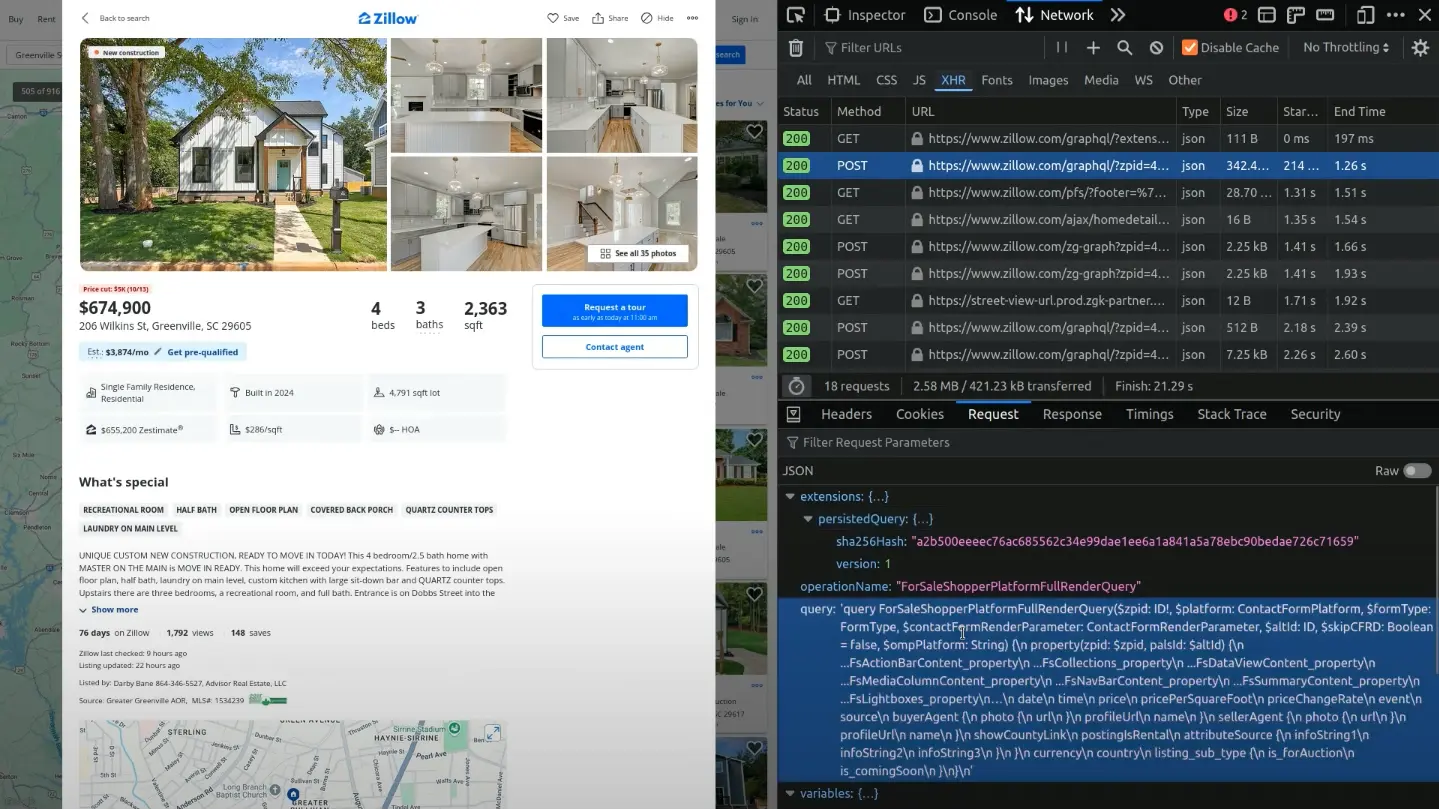 Buy Rent
Back to search
Zillow
Save
Share
Hide
Sign In
Greenville S
505 of 916
New construction
See all 35 photos
Price cut: $5K (10/13)
$674,900
206 Wilkins St, Greenville, SC 29605
4 beds
3 baths
2,363 sqft
Request a tour
as early as today at 11:00 am
Contact agent
Est.: $3,874/mo Get pre-qualified
Single Family Residence,
Residential
Built in 2024
4,791 sqft lot
$655,200 Zestimate®
$286/sqft
$-- HOA
What's special
RECREATIONAL ROOM HALF BATH OPEN FLOOR PLAN COVERED BACK PORCH QUARTZ COUNTER TOPS
LAUNDRY ON MAIN LEVEL
UNIQUE CUSTOM NEW CONSTRUCTION, READY TO MOVE IN TODAY! This 4 bedroom/2.5 bath home with
MASTER ON THE MAIN is MOVE IN READY. This home will exceed your expectations. Features to include open
floor plan, half bath, laundry on main level, custom kitchen with large sit-down bar and QUARTZ counter tops.
Upstairs there are three bedrooms, a recreational room, and full bath. Entrance is on Dobbs Street into the
Show more
76 days on Zillow 1,792 views 148 saves
Zillow last checked: 9 hours ago
Listing updated: 22 hours ago
Listed by: Darby Bane 864-346-5527, Advisor Real Estate, LLC
Source: Greater Greenville AOR, MLS#: 1534239
STERLING
Sirrine Stadium
HAYNIE-SIRRINE
Long Branch
Baptist Church
GREATER
search
es for You
Inspector Console Network 2
Filter URLs
Disable Cache No Throttling
All HTML CSS JS XHR Fonts Images Media WS Other
Status Method URL Type Size Star... End Time
200 GET https://www.zillow.com/graphql/?extens... json 111 B 0 ms 197 ms
200 POST https://www.zillow.com/graphql/?zpid=4... json 342.4... 214 ... 1.26 s
200 GET https://www.zillow.com/pfs/?footer=%7... json 28.70 ... 1.31 s 1.51 s
200 GET https://www.zillow.com/ajax/homedetail... json 16 B 1.35 s 1.54 s
200 POST https://www.zillow.com/zg-graph?zpid=4... json 2.25 kB 1.41 s 1.66 s
200 POST https://www.zillow.com/zg-graph?zpid=4... json 2.25 kB 1.41 s 1.93 s
200 GET https://street-view-url.prod.zgk-partner.... json 12 B 1.71 s 1.92 s
200 POST https://www.zillow.com/graphql/?zpid=4... json 512 B 2.18 s 2.39 s
200 POST https://www.zillow.com/graphql/?zpid=4... json 7.25 kB 2.26 s 2.60 s
18 requests 2.58 MB / 421.23 kB transferred Finish: 21.29 s
Headers Cookies Request Response Timings Stack Trace Security
Filter Request Parameters
JSON Raw
extensions: {...}
persistedQuery: {...}
sha256Hash: "a2b500eeeec76ac685562c34e99dae1ee6a1a841a5a78ebc90bedae726c71659"
version: 1
operationName: "ForSaleShopperPlatformFullRenderQuery"
query: 'query ForSaleShopperPlatformFullRenderQuery($zpid: ID!, $platform: ContactFormPlatform, $formType:
FormType, $contactFormRenderParameter: ContactFormRenderParameter, $altId: ID, $skipCFRD: Boolean
= false, $ompPlatform: String) {\n property(zpid: $zpid, palsId: $altId) {\n
...FsActionBarContent_property\n ...FsCollections_property\n ...FsDataViewContent_property\n
...FsMediaColumnContent_property\n ...FsNavBarContent_property\n ...FsSummaryContent_property\n
...FsLightboxes_property\n... date\n time\n price\n pricePerSquareFoot\n priceChangeRate\n event\n
source\n buyerAgent {\n photo {\n url\n }\n profileUrl\n name\n }\n sellerAgent {\n photo {\n url\n }\n
profileUrl\n name\n }\n showCountyLink\n postingIsRental\n attributeSource {\n infoString1\n
infoString2\n infoString3\n }\n }\n currency\n country\n listing_sub_type {\n is_forAuction\n
is_comingSoon\n }\n}\n'
variables: {...}